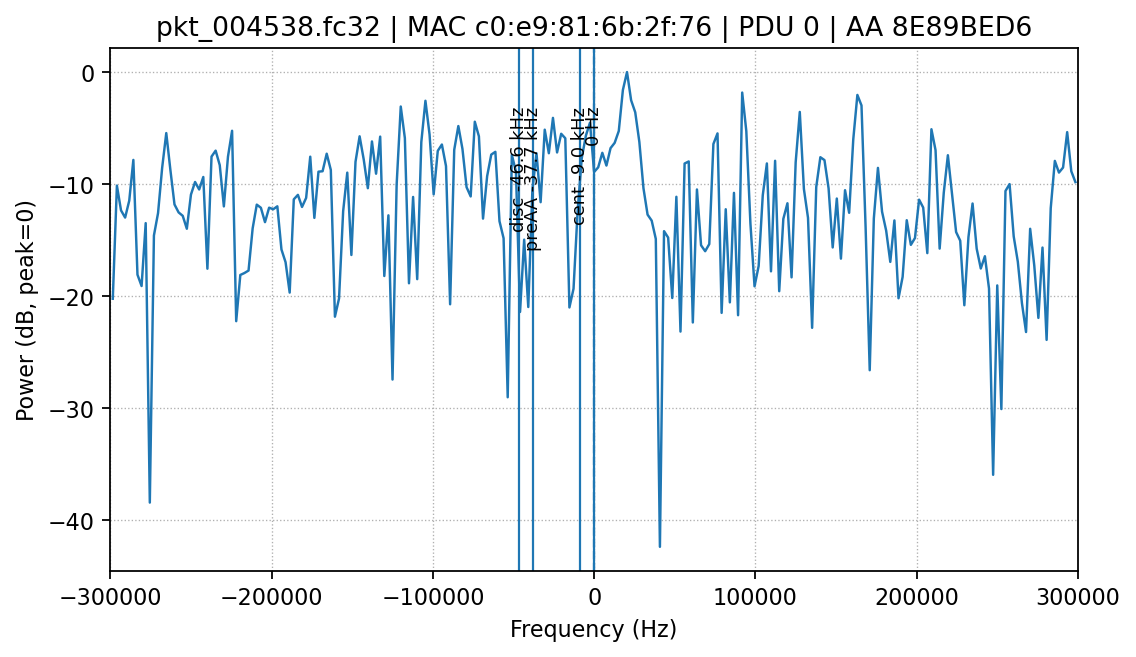 pkt_004538.fc32 | MAC c0:e9:81:6b:2f:76 | PDU 0 | AA 8E89BED6
Power (dB, peak=0)
0
−10
−20
−30
−40
disc -46.6 kHz
preAA -37.7 kHz
cent -9.0 kHz
0 Hz
−300000
−200000
−100000
0
100000
200000
300000
Frequency (Hz)